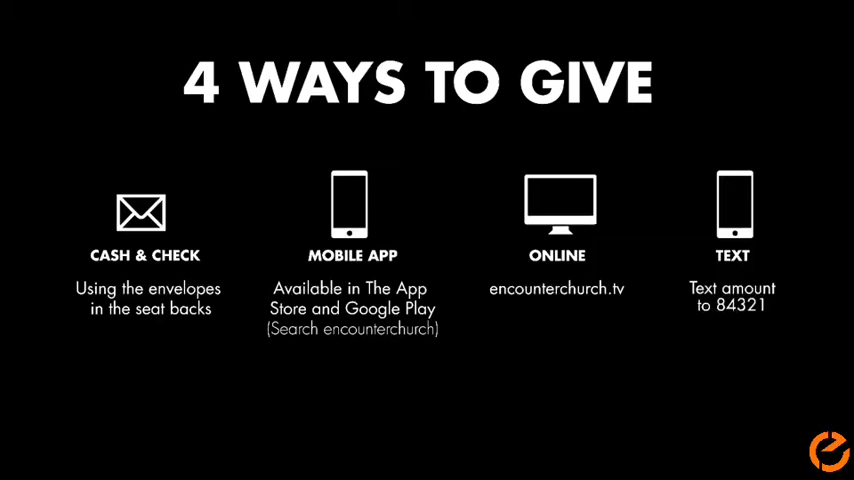 4 WAYS TO GIVE
CASH & CHECK
Using the envelopes
in the seat backs
MOBILE APP
Available in The App
Store and Google Play
(Search encounterchurch)
ONLINE
encounterchurch.tv
TEXT
Text amount
to 84321